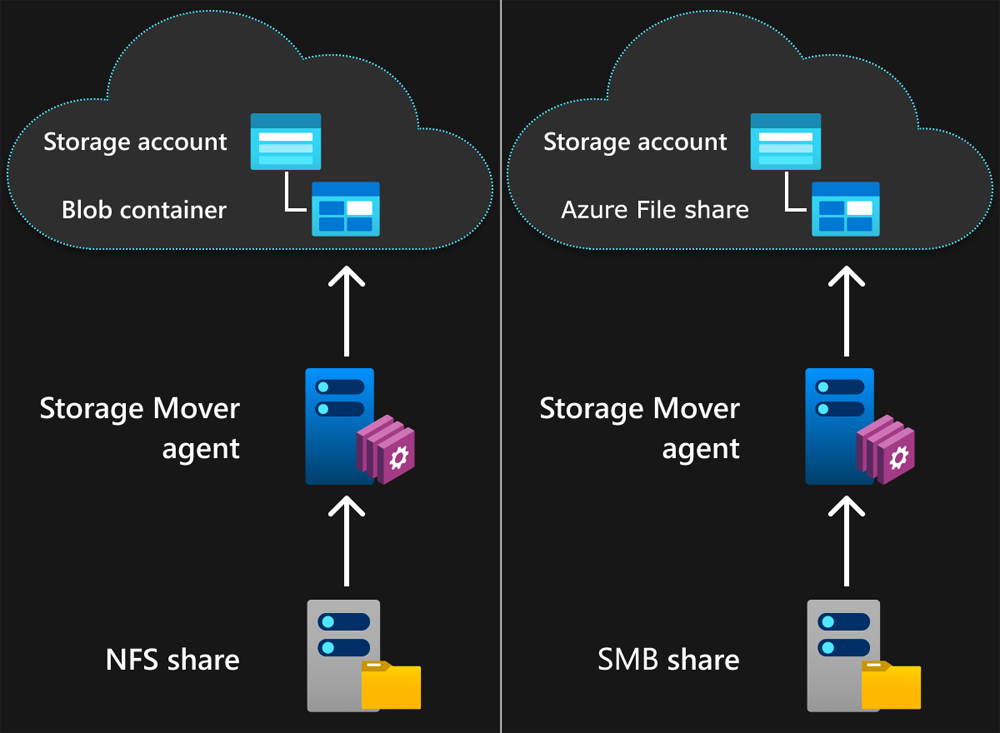 Storage account
Blob container
Storage Mover
agent
NFS share
Storage account
Azure File share
Storage Mover
agent
SMB share